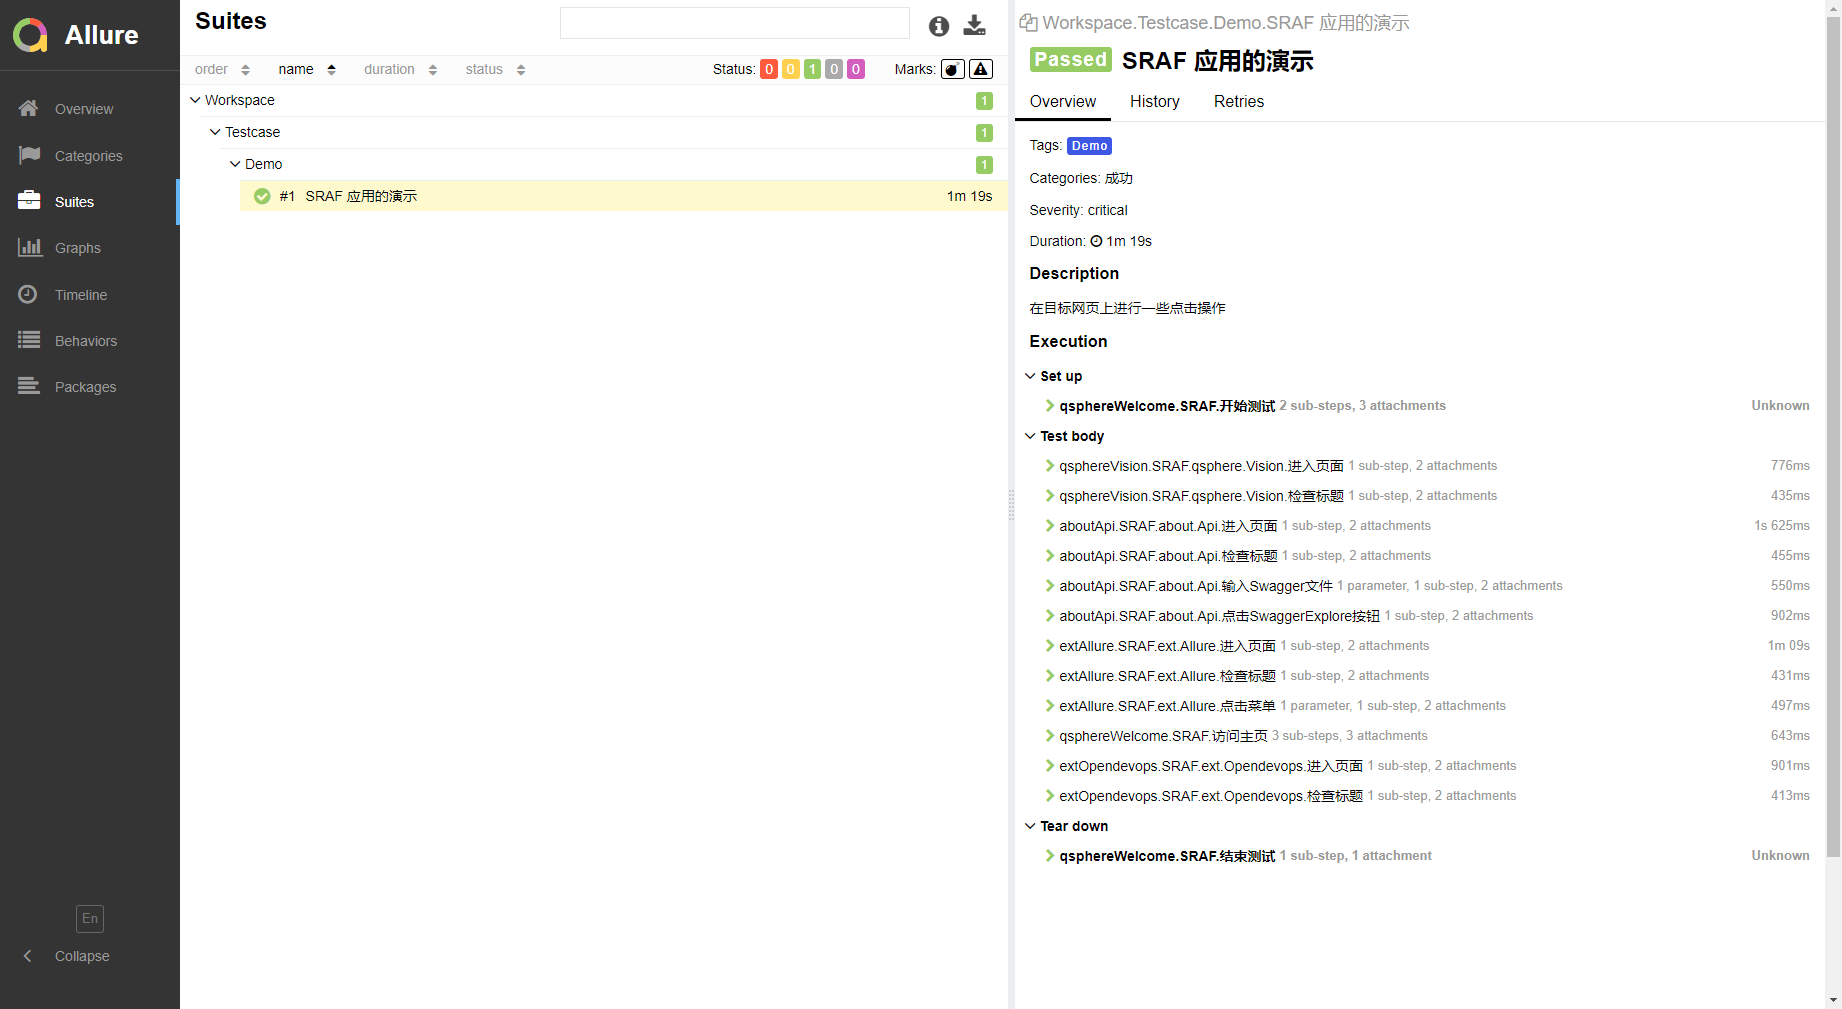 Allure
Overview
Categories
Suites
Graphs
Timeline
Behaviors
Packages
En
Collapse
Suites
order name duration status Status: 0 0 1 0 0 Marks:
Workspace 1
Testcase 1
Demo 1
#1 SRAF 应用的演示 1m 19s
Workspace.Testcase.Demo.SRAF 应用的演示
Passed SRAF 应用的演示
Overview History Retries
Tags: Demo
Categories: 成功
Severity: critical
Duration: 1m 19s
Description
在目标网页上进行一些点击操作
Execution
Set up
qsphereWelcome.SRAF.开始测试 2 sub-steps, 3 attachments Unknown
Test body
qsphereVision.SRAF.qsphere.Vision.进入页面 1 sub-step, 2 attachments 776ms
qsphereVision.SRAF.qsphere.Vision.检查标题 1 sub-step, 2 attachments 435ms
aboutApi.SRAF.about.Api.进入页面 1 sub-step, 2 attachments 1s 625ms
aboutApi.SRAF.about.Api.检查标题 1 sub-step, 2 attachments 455ms
aboutApi.SRAF.about.Api.输入Swagger文件 1 parameter, 1 sub-step, 2 attachments 550ms
aboutApi.SRAF.about.Api.点击SwaggerExplore按钮 1 sub-step, 2 attachments 902ms
extAllure.SRAF.ext.Allure.进入页面 1 sub-step, 2 attachments 1m 09s
extAllure.SRAF.ext.Allure.检查标题 1 sub-step, 2 attachments 431ms
extAllure.SRAF.ext.Allure.点击菜单 1 parameter, 1 sub-step, 2 attachments 497ms
qsphereWelcome.SRAF.访问主页 3 sub-steps, 3 attachments 643ms
extOpendevops.SRAF.ext.Opendevops.进入页面 1 sub-step, 2 attachments 901ms
extOpendevops.SRAF.ext.Opendevops.检查标题 1 sub-step, 2 attachments 413ms
Tear down
qsphereWelcome.SRAF.结束测试 1 sub-step, 1 attachment Unknown